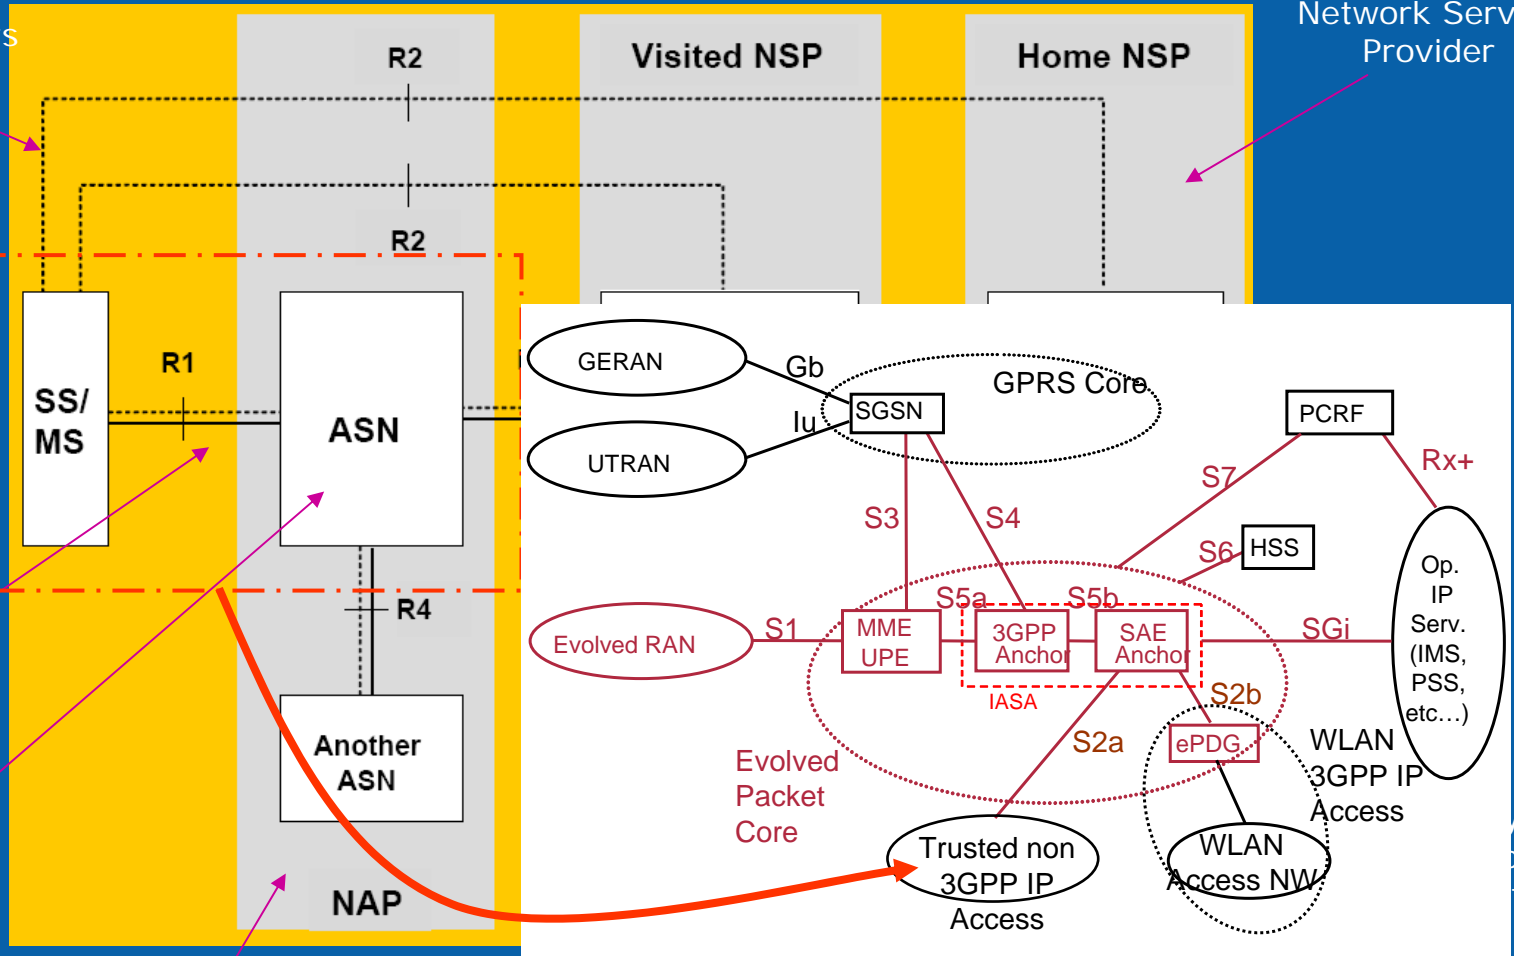 s
Network Serv
Provider
R2
Visited NSP
Home NSP
R2
R1
SS/
MS
ASN
R4
Another
ASN
NAP
GERAN
Gb
GPRS Core
SGSN
Iu
UTRAN
PCRF
S7
Rx+
S3
S4
S6
HSS
Op.
IP
Serv.
(IMS,
PSS,
etc...)
S5a
S5b
Evolved RAN
S1
MME
UPE
3GPP
Anchor
SAE
Anchor
SGi
IASA
S2b
S2a
ePDG
WLAN
3GPP IP
Access
Evolved
Packet
Core
Trusted non
3GPP IP
Access
WLAN
Access NW